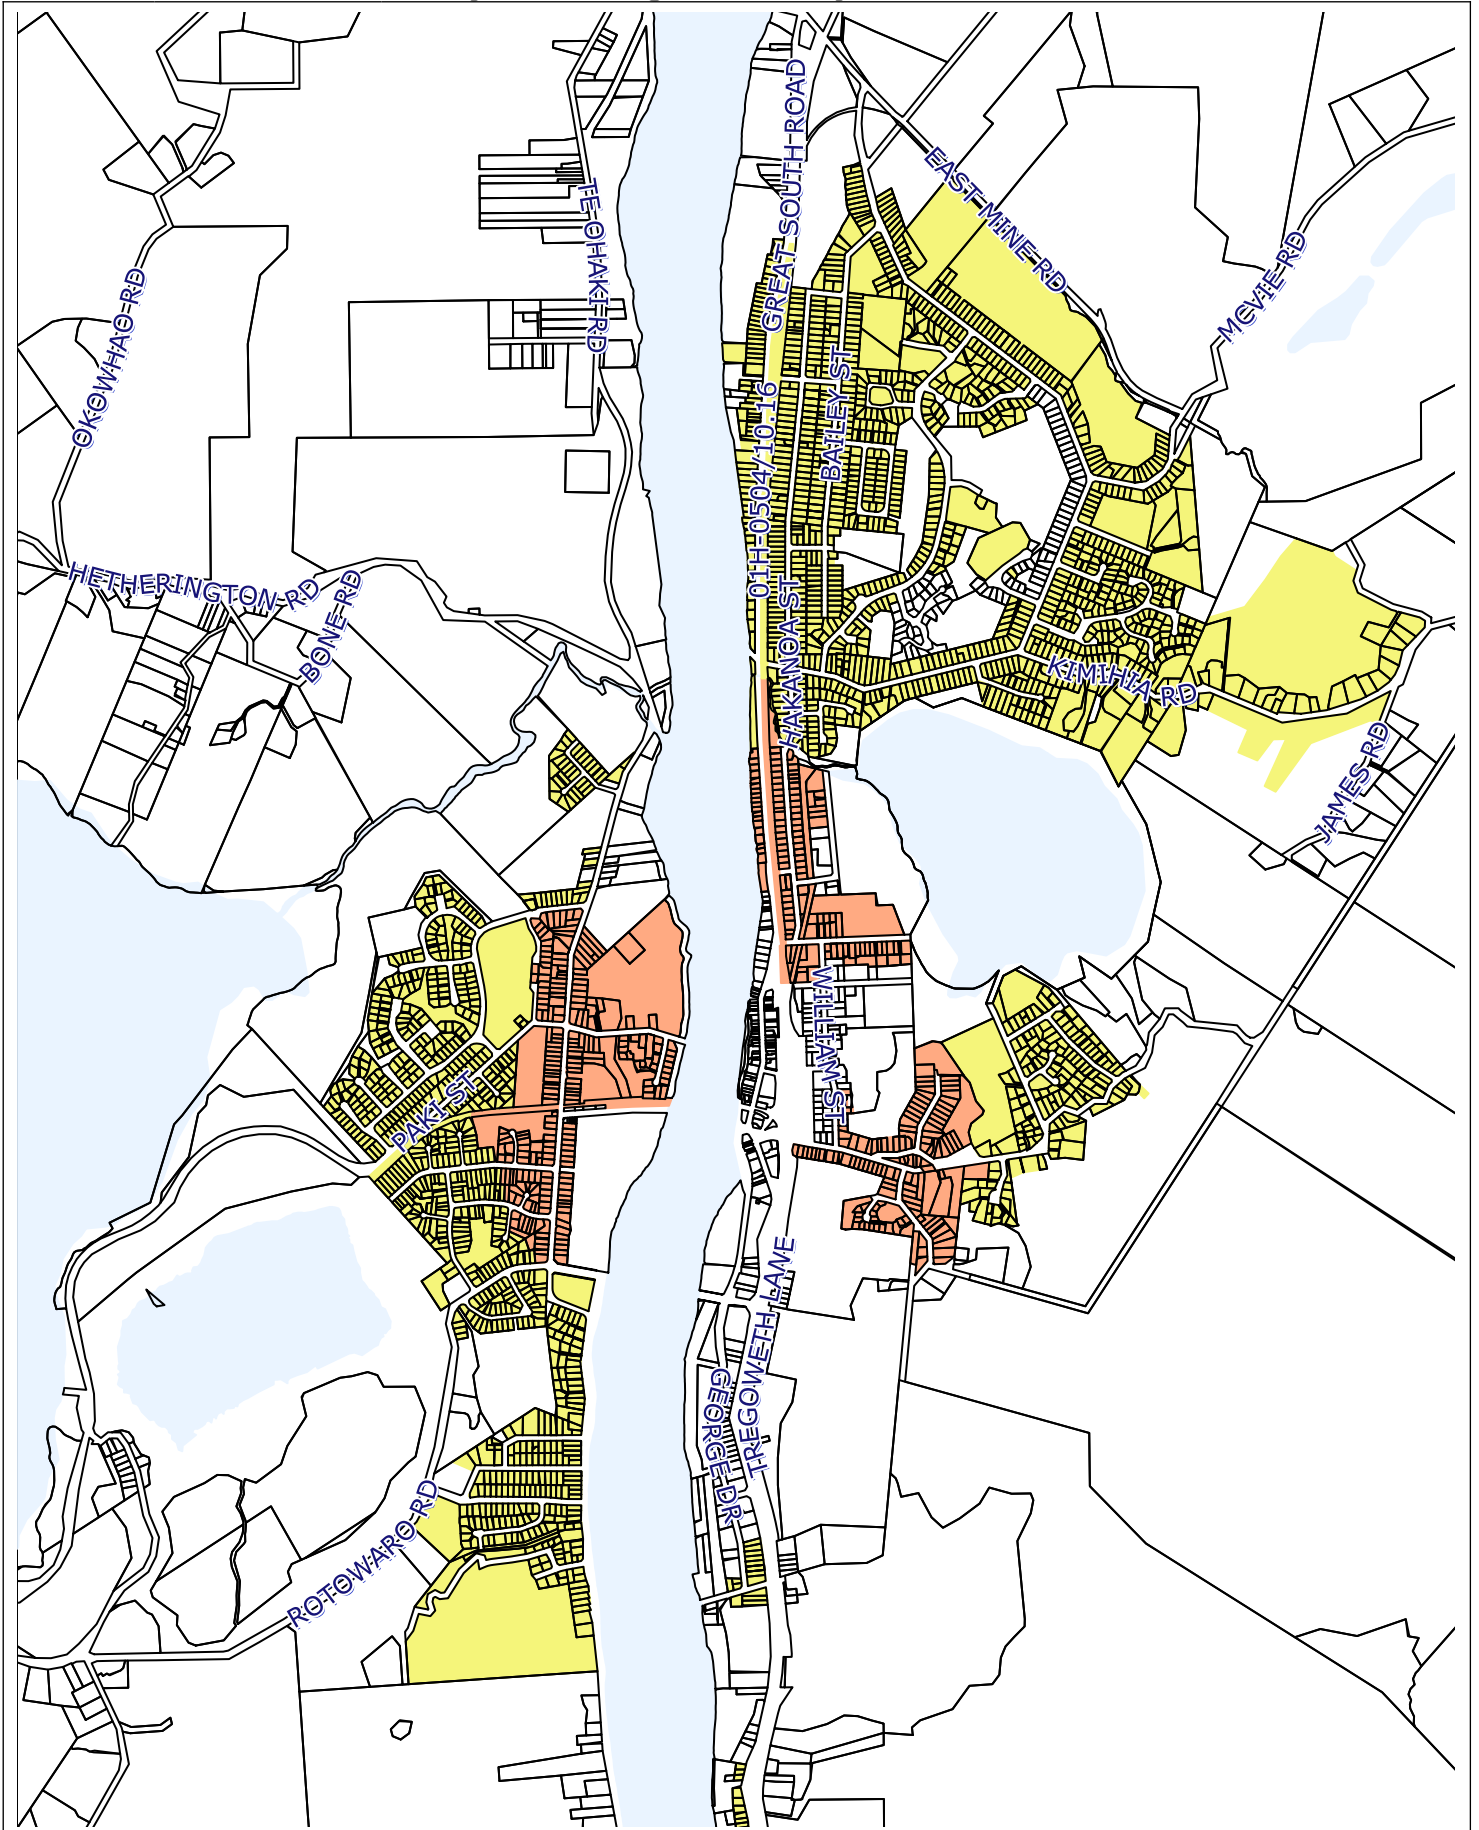 GREAT SOUTH ROAD
EAST MINE RD
TE OHAKI RD
MCVIE RD
OKOWHAO RD
BAILEY ST
01H-0504/10.16
HETHERINGTON RD
BONE RD
HAKANOA ST
KIMIHIA RD
JAMES RD
WILLIAM ST
PAKI ST
TREGOWETH LANE
GEORGE DR
ROTOWARO RD